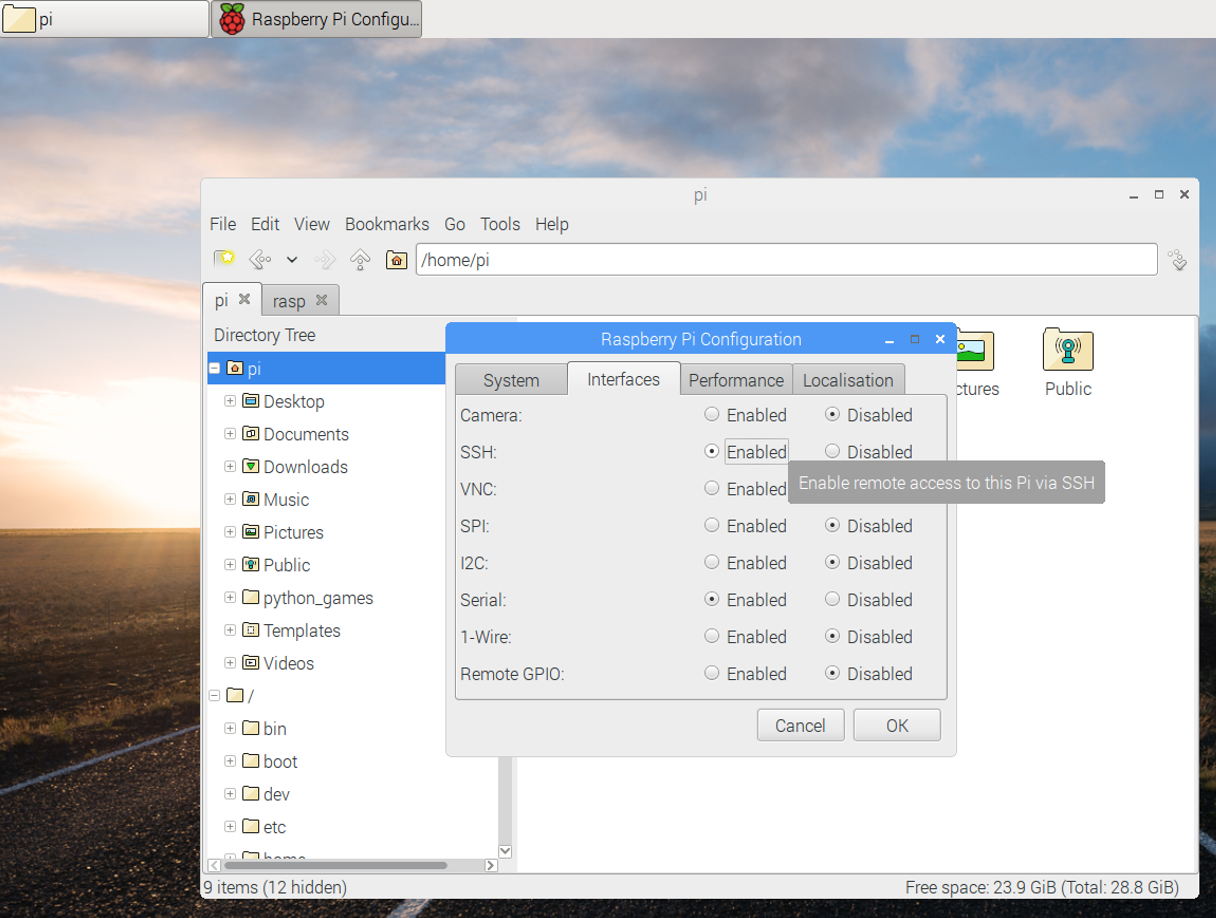 pi
Raspberry Pi Configu...
pi
File Edit View Bookmarks Go Tools Help
/home/pi
pi rasp
Directory Tree
pi
Desktop
Documents
Downloads
Music
Pictures
Public
python_games
Templates
Videos
/
bin
boot
dev
etc
home
Raspberry Pi Configuration
System Interfaces Performance Localisation
Camera: Enabled Disabled
SSH: Enabled Disabled
VNC: Enabled
Enable remote access to this Pi via SSH
SPI: Enabled Disabled
I2C: Enabled Disabled
Serial: Enabled Disabled
1-Wire: Enabled Disabled
Remote GPIO: Enabled Disabled
Cancel OK
ctures Public
9 items (12 hidden) Free space: 23.9 GiB (Total: 28.8 GiB)